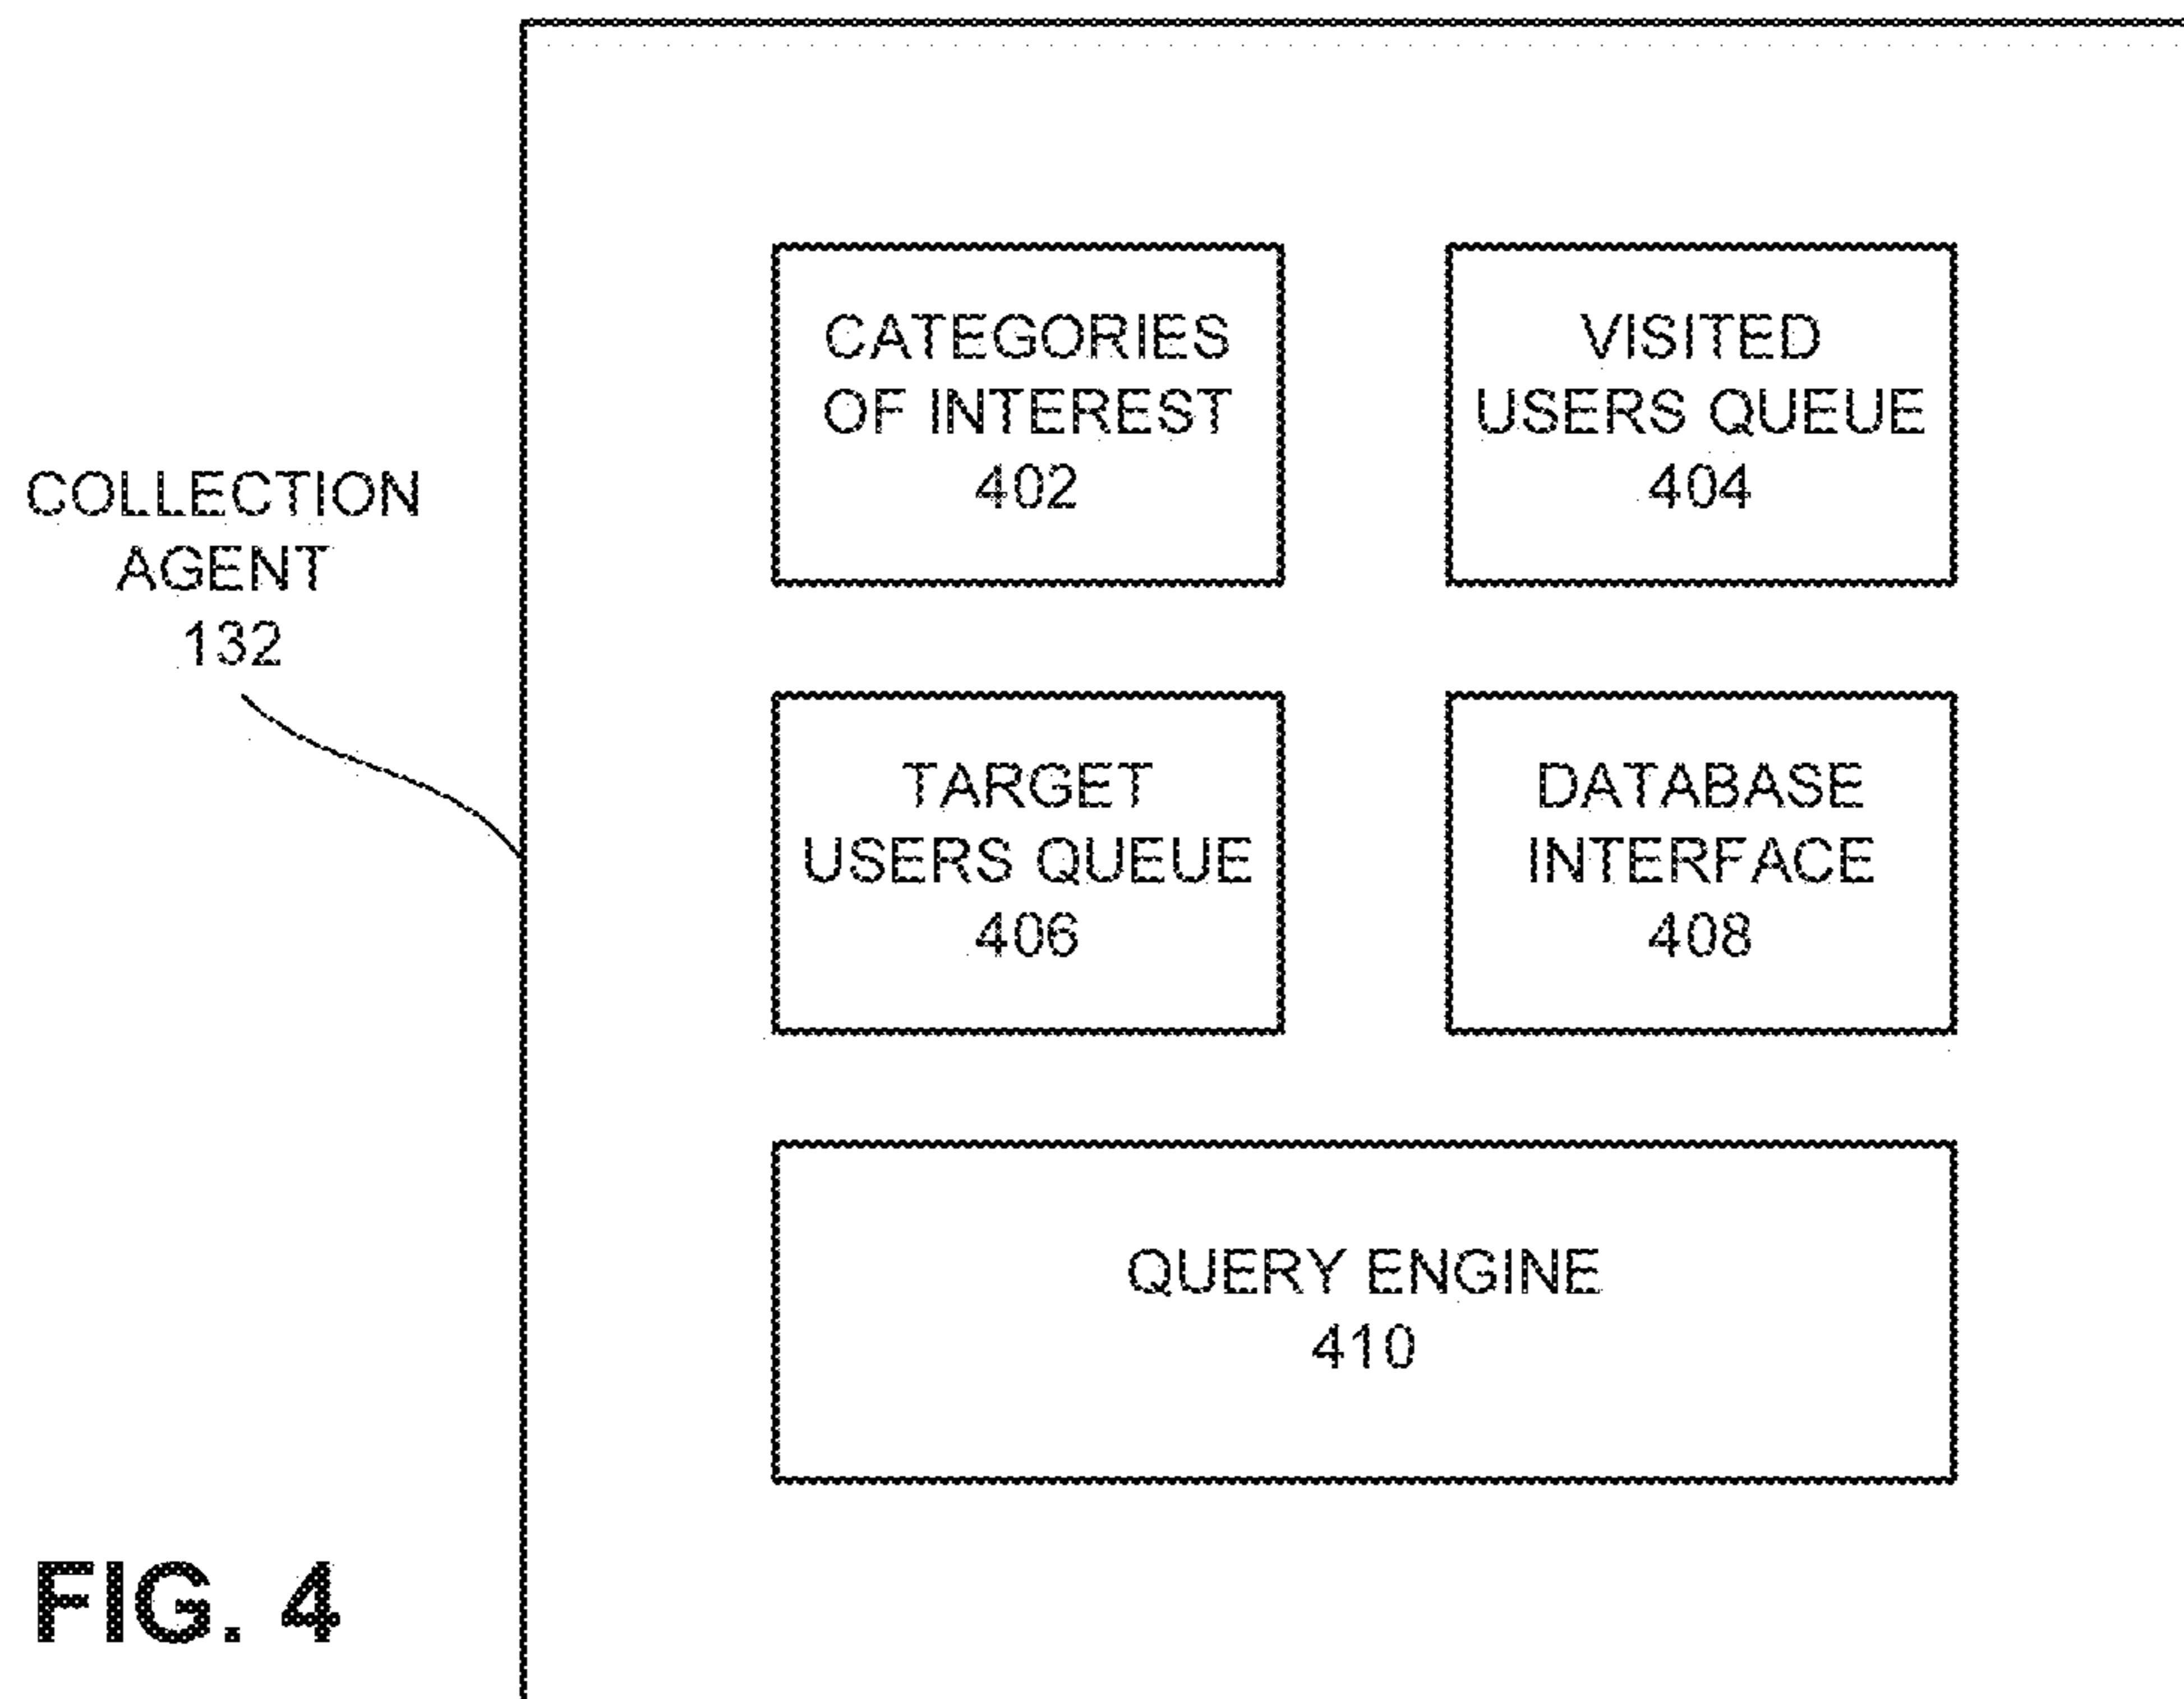 CATEGORIES
OF INTEREST
402
VISITED
USERS QUEUE
404
COLLECTION
AGENT
132
TARGET
USERS QUEUE
406
DATABASE
INTERFACE
408
QUERY ENGINE
410
FIG. 4